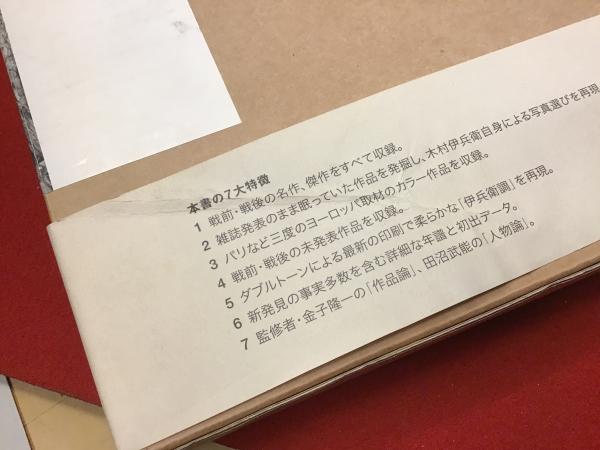 本書の7大特徴
1 戦前・戦後の名作、傑作をすべて収録。
2 雑誌発表のまま眠っていた作品を発掘し、木村伊兵衛自身による写真選びを再現。
3 パリなど三度のヨーロッパ取材のカラー作品を収録。
4 戦前・戦後の未発表作品を収録。
5 ダブルトーンによる最新の印刷で柔らかな「伊兵衛調」を再現。
6 新発見の事実多数を含む詳細な年譜と初出データ。
7 監修者・金子隆一の「作品論」、田沼武能の「人物論」。